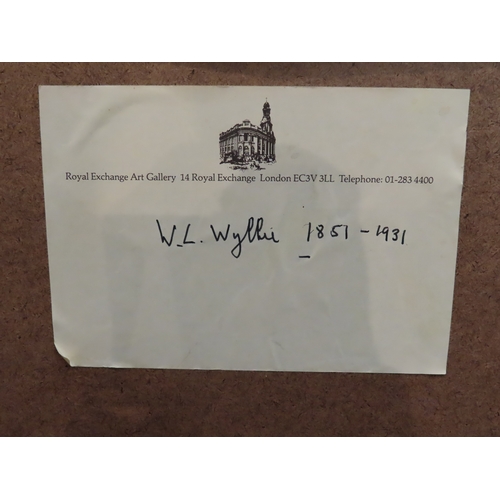 Royal Exchange Art Gallery 14 Royal Exchange London EC3V 3LL Telephone: 01-283 4400
W.L. Wyllie 1851-1931